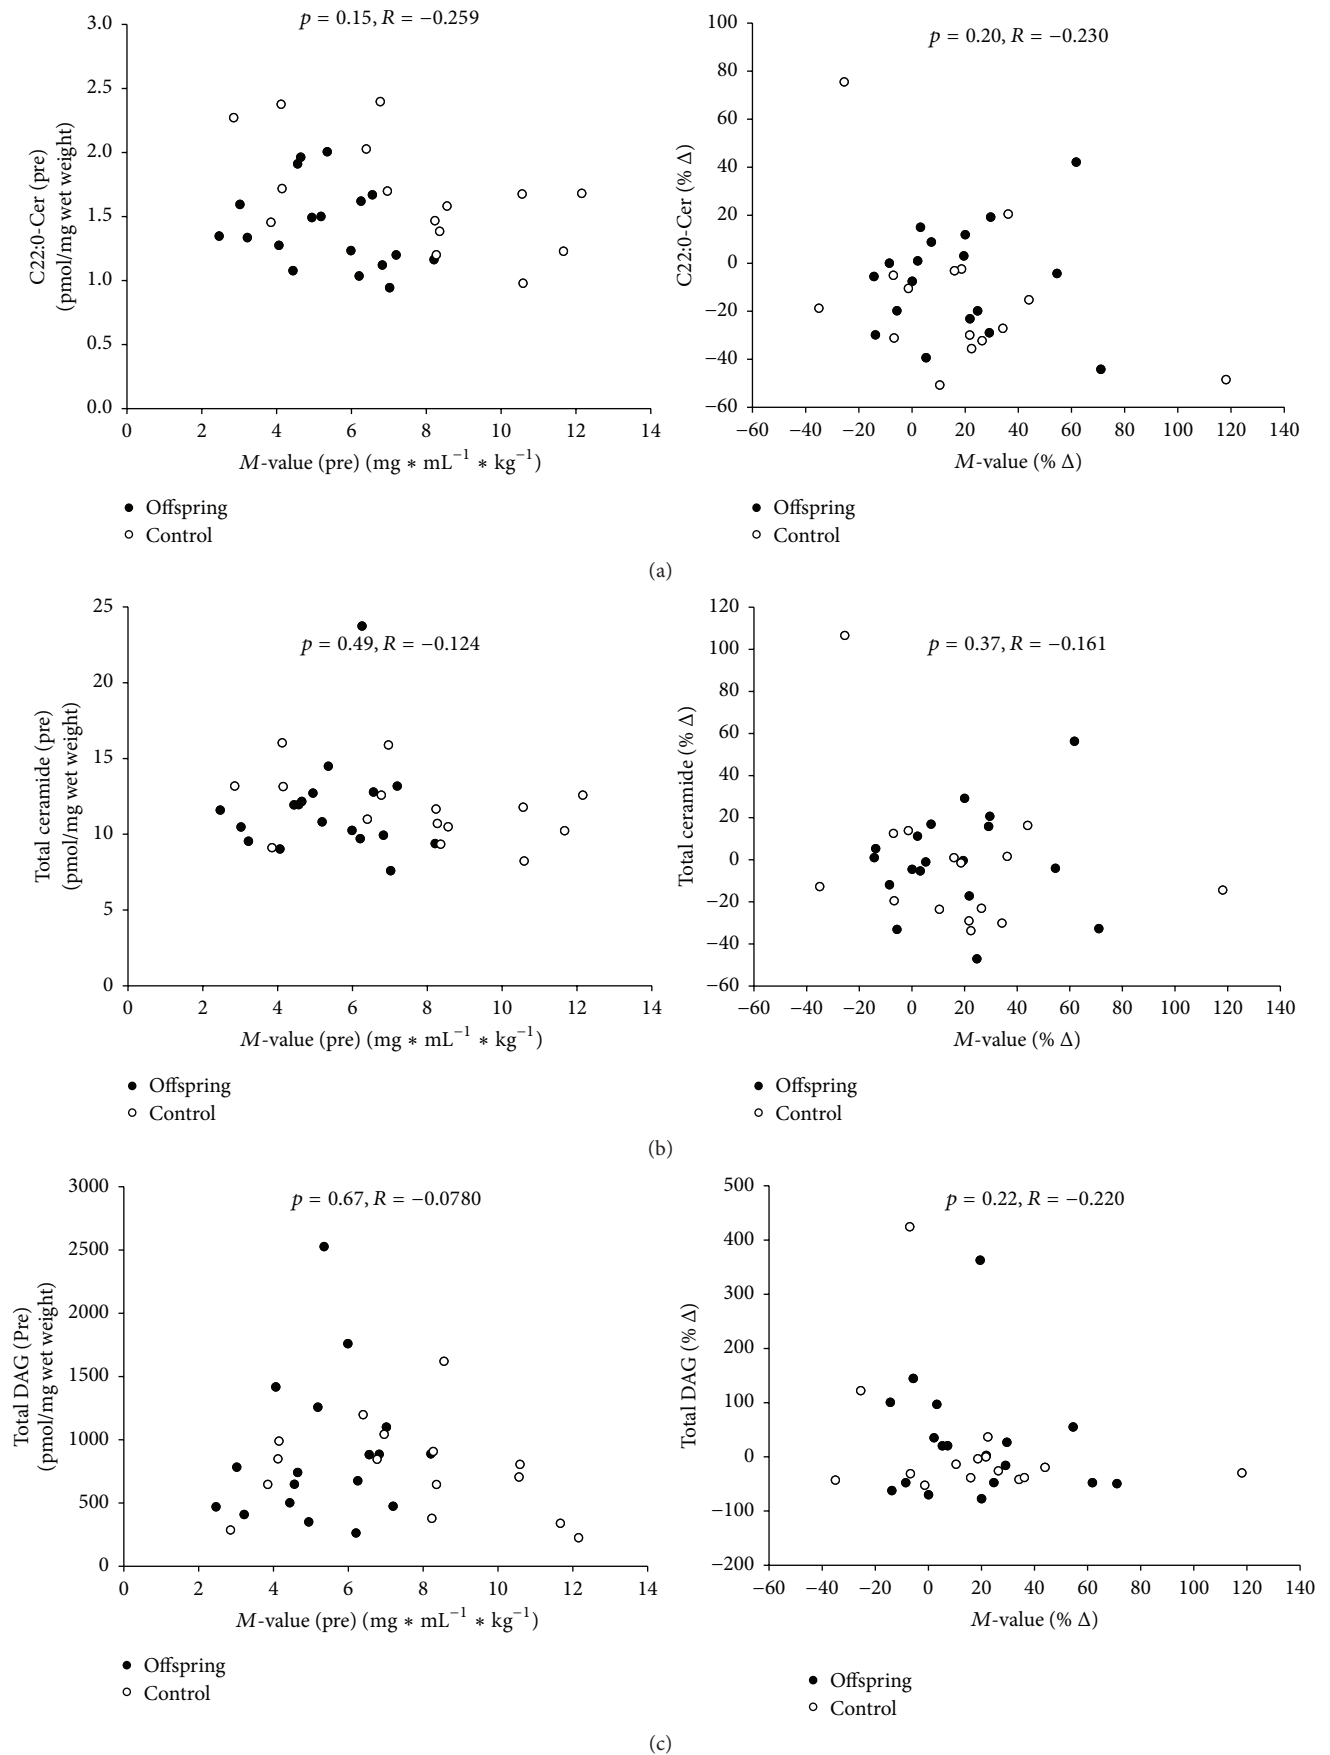 p = 0.15, R = −0.259
3.0
2.5
2.0
1.5
1.0
0.5
0.0
C22:0-Cer (pre)
(pmol/mg wet weight)
0 2 4 6 8 10 12 14
M-value (pre) (mg ∗ mL−1 ∗ kg−1)
● Offspring
○ Control
p = 0.20, R = −0.230
100
80
60
40
20
0
−20
−40
−60
C22:0-Cer (% Δ)
−60 −40 −20 0 20 40 60 80 100 120 140
M-value (% Δ)
● Offspring
○ Control
(a)
p = 0.49, R = −0.124
25
20
15
10
5
0
Total ceramide (pre)
(pmol/mg wet weight)
0 2 4 6 8 10 12 14
M-value (pre) (mg ∗ mL−1 ∗ kg−1)
● Offspring
○ Control
p = 0.37, R = −0.161
120
100
80
60
40
20
0
−20
−40
−60
Total ceramide (% Δ)
−60 −40 −20 0 20 40 60 80 100 120 140
M-value (% Δ)
● Offspring
○ Control
(b)
p = 0.67, R = −0.0780
3000
2500
2000
1500
1000
500
0
Total DAG (Pre)
(pmol/mg wet weight)
0 2 4 6 8 10 12 14
M-value (pre) (mg ∗ mL−1 ∗ kg−1)
● Offspring
○ Control
p = 0.22, R = −0.220
500
400
300
200
100
0
−100
−200
Total DAG (% Δ)
−60 −40 −20 0 20 40 60 80 100 120 140
M-value (% Δ)
● Offspring
○ Control
(c)